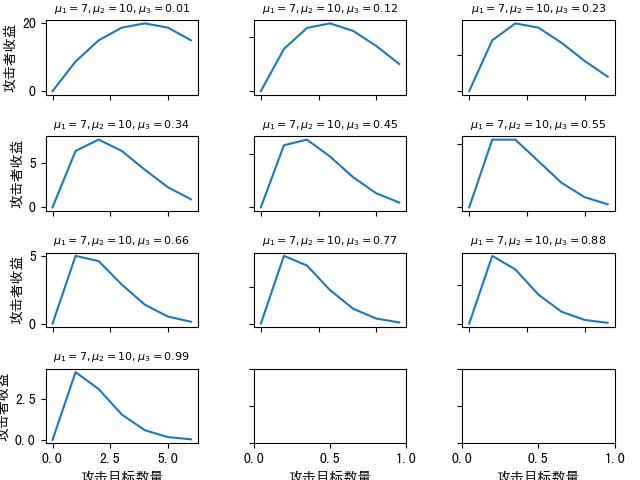 μ₁ = 7, μ₂ = 10, μ₃ = 0.01
μ₁ = 7, μ₂ = 10, μ₃ = 0.12
μ₁ = 7, μ₂ = 10, μ₃ = 0.23
20
0
攻击者收益
μ₁ = 7, μ₂ = 10, μ₃ = 0.34
μ₁ = 7, μ₂ = 10, μ₃ = 0.45
μ₁ = 7, μ₂ = 10, μ₃ = 0.55
5
0
攻击者收益
μ₁ = 7, μ₂ = 10, μ₃ = 0.66
μ₁ = 7, μ₂ = 10, μ₃ = 0.77
μ₁ = 7, μ₂ = 10, μ₃ = 0.88
5
0
攻击者收益
μ₁ = 7, μ₂ = 10, μ₃ = 0.99
2.5
0.0
攻击者收益
0.0 2.5 5.0
0.0 0.5 1.0
0.0 0.5 1.0
攻击目标数量
攻击目标数量
攻击目标数量